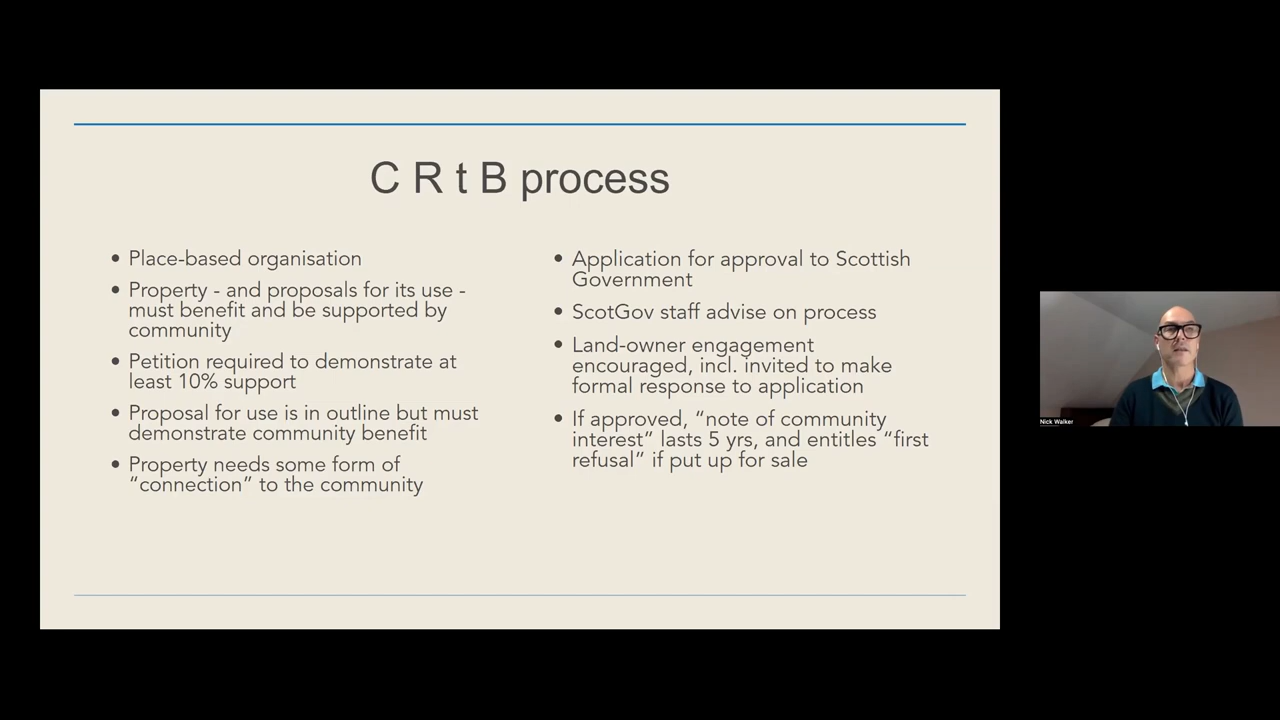 C R t B process
• Place-based organisation
• Property - and proposals for its use -
must benefit and be supported by
community
• Petition required to demonstrate at
least 10% support
• Proposal for use is in outline but must
demonstrate community benefit
• Property needs some form of
“connection” to the community
• Application for approval to Scottish
Government
• ScotGov staff advise on process
• Land-owner engagement
encouraged, incl. invited to make
formal response to application
• If approved, “note of community
interest” lasts 5 yrs, and entitles “first
refusal” if put up for sale
Nick Walker